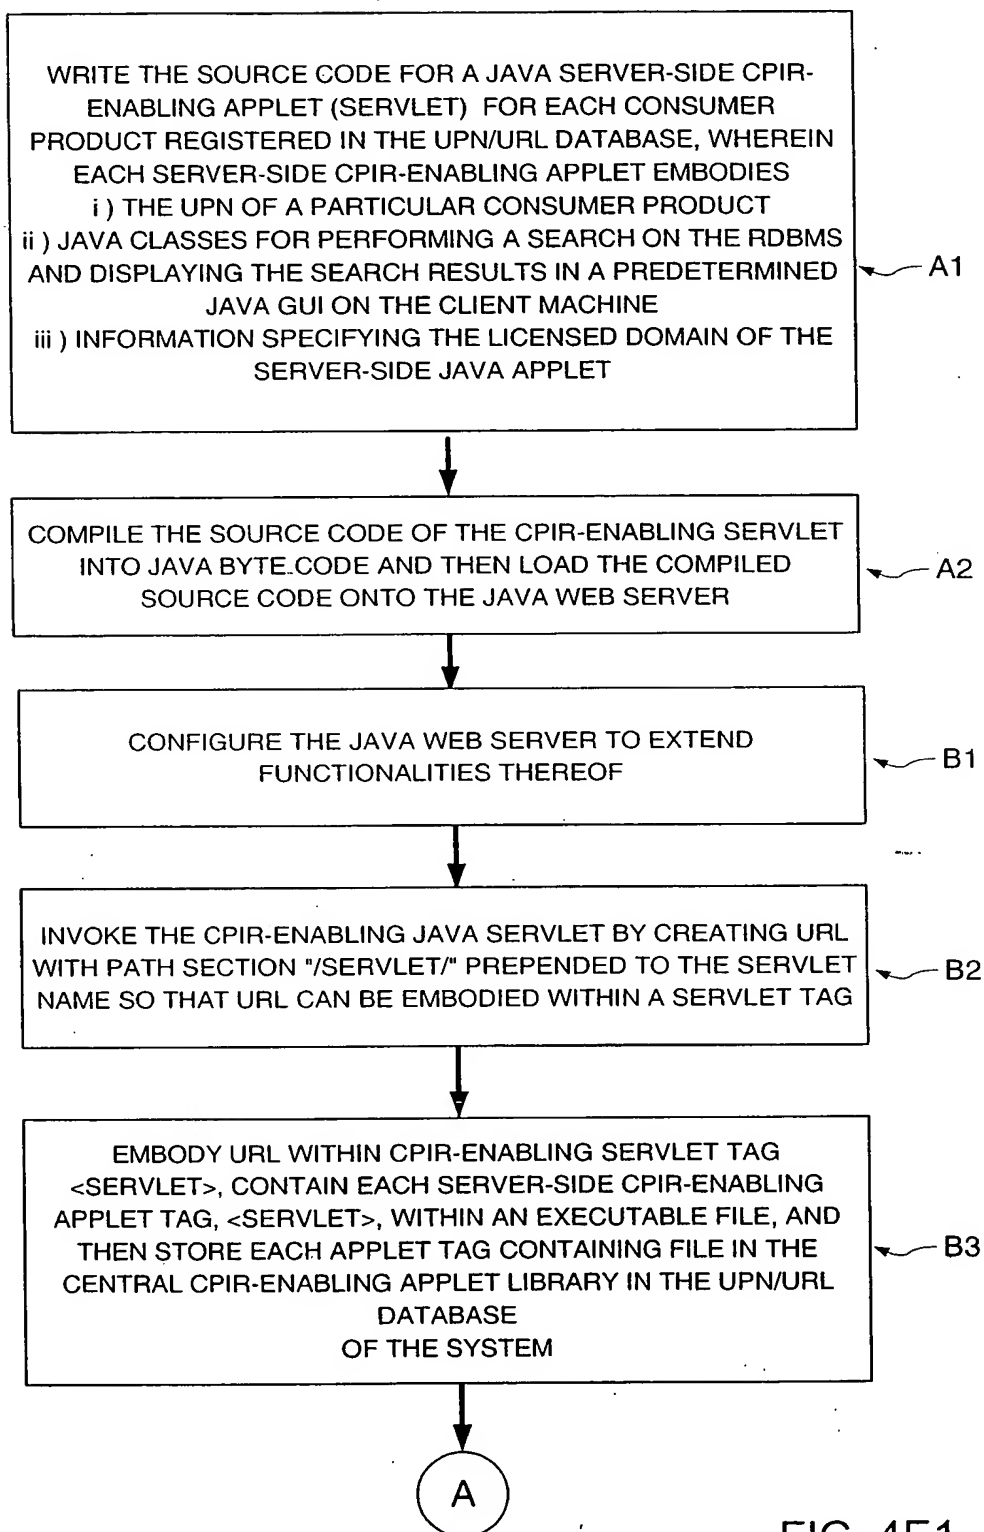 WRITE THE SOURCE CODE FOR A JAVA SERVER-SIDE CPIR-
ENABLING APPLET (SERVLET) FOR EACH CONSUMER
PRODUCT REGISTERED IN THE UPN/URL DATABASE, WHEREIN
EACH SERVER-SIDE CPIR-ENABLING APPLET EMBODIES
i ) THE UPN OF A PARTICULAR CONSUMER PRODUCT
ii ) JAVA CLASSES FOR PERFORMING A SEARCH ON THE RDBMS
AND DISPLAYING THE SEARCH RESULTS IN A PREDETERMINED
JAVA GUI ON THE CLIENT MACHINE
iii ) INFORMATION SPECIFYING THE LICENSED DOMAIN OF THE
SERVER-SIDE JAVA APPLET
A1
COMPILE THE SOURCE CODE OF THE CPIR-ENABLING SERVLET
INTO JAVA BYTE CODE AND THEN LOAD THE COMPILED
SOURCE CODE ONTO THE JAVA WEB SERVER
A2
CONFIGURE THE JAVA WEB SERVER TO EXTEND
FUNCTIONALITIES THEREOF
B1
INVOKE THE CPIR-ENABLING JAVA SERVLET BY CREATING URL
WITH PATH SECTION "/SERVLET/" PREPENDED TO THE SERVLET
NAME SO THAT URL CAN BE EMBODIED WITHIN A SERVLET TAG
B2
EMBODY URL WITHIN CPIR-ENABLING SERVLET TAG
<SERVLET>, CONTAIN EACH SERVER-SIDE CPIR-ENABLING
APPLET TAG, <SERVLET>, WITHIN AN EXECUTABLE FILE, AND
THEN STORE EACH APPLET TAG CONTAINING FILE IN THE
CENTRAL CPIR-ENABLING APPLET LIBRARY IN THE UPN/URL
DATABASE
OF THE SYSTEM
B3
A
FIG. 4E1